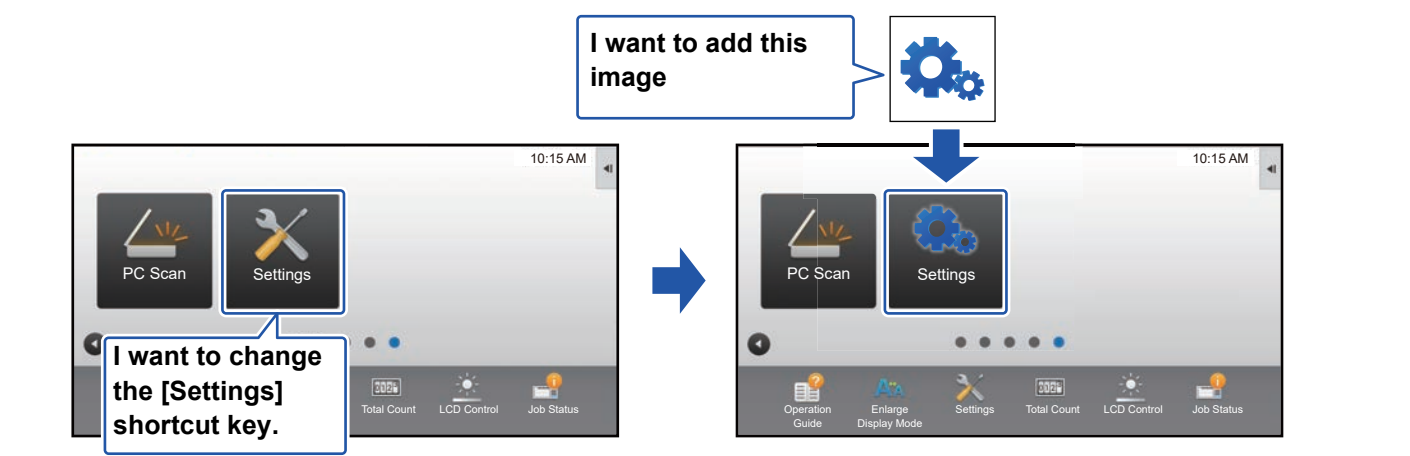 I want to add this
image
10:15 AM
PC Scan
Settings
I want to change
the [Settings]
shortcut key.
Total Count
LCD Control
Job Status
10:15 AM
PC Scan
Settings
Operation
Guide
Enlarge
Display Mode
Settings
Total Count
LCD Control
Job Status